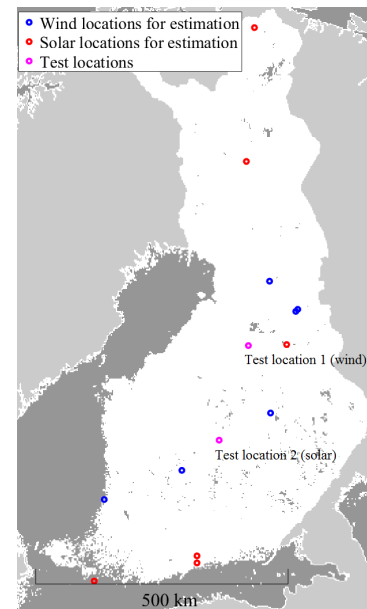 Wind locations for estimation
Solar locations for estimation
Test locations
Test location 1 (wind)
Test location 2 (solar)
500 km